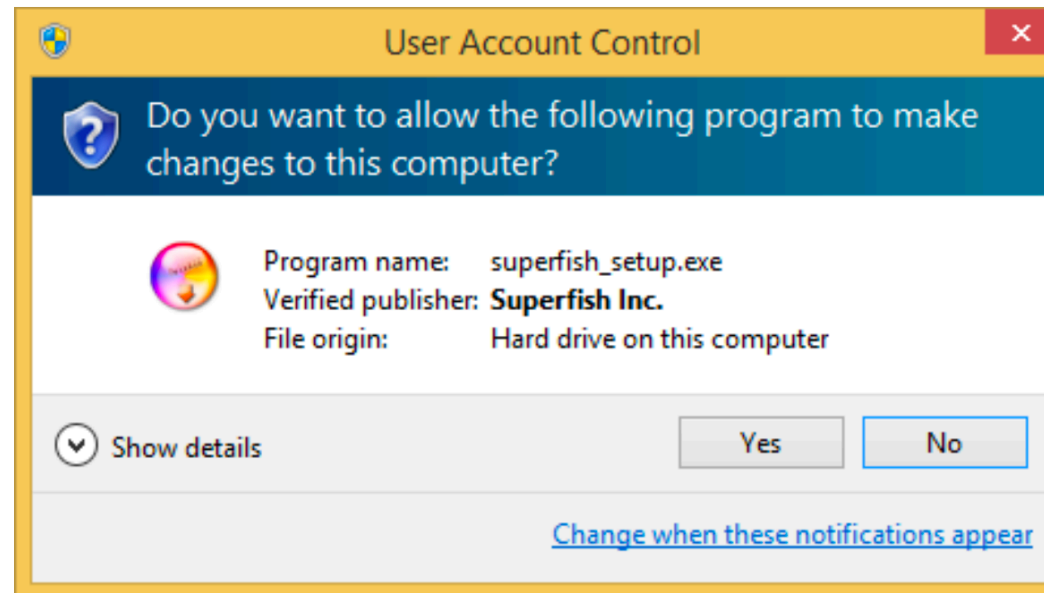 User Account Control
Do you want to allow the following program to make
changes to this computer?
Program name: superfish_setup.exe
Verified publisher: Superfish Inc.
File origin: Hard drive on this computer
Show details
Yes No
Change when these notifications appear